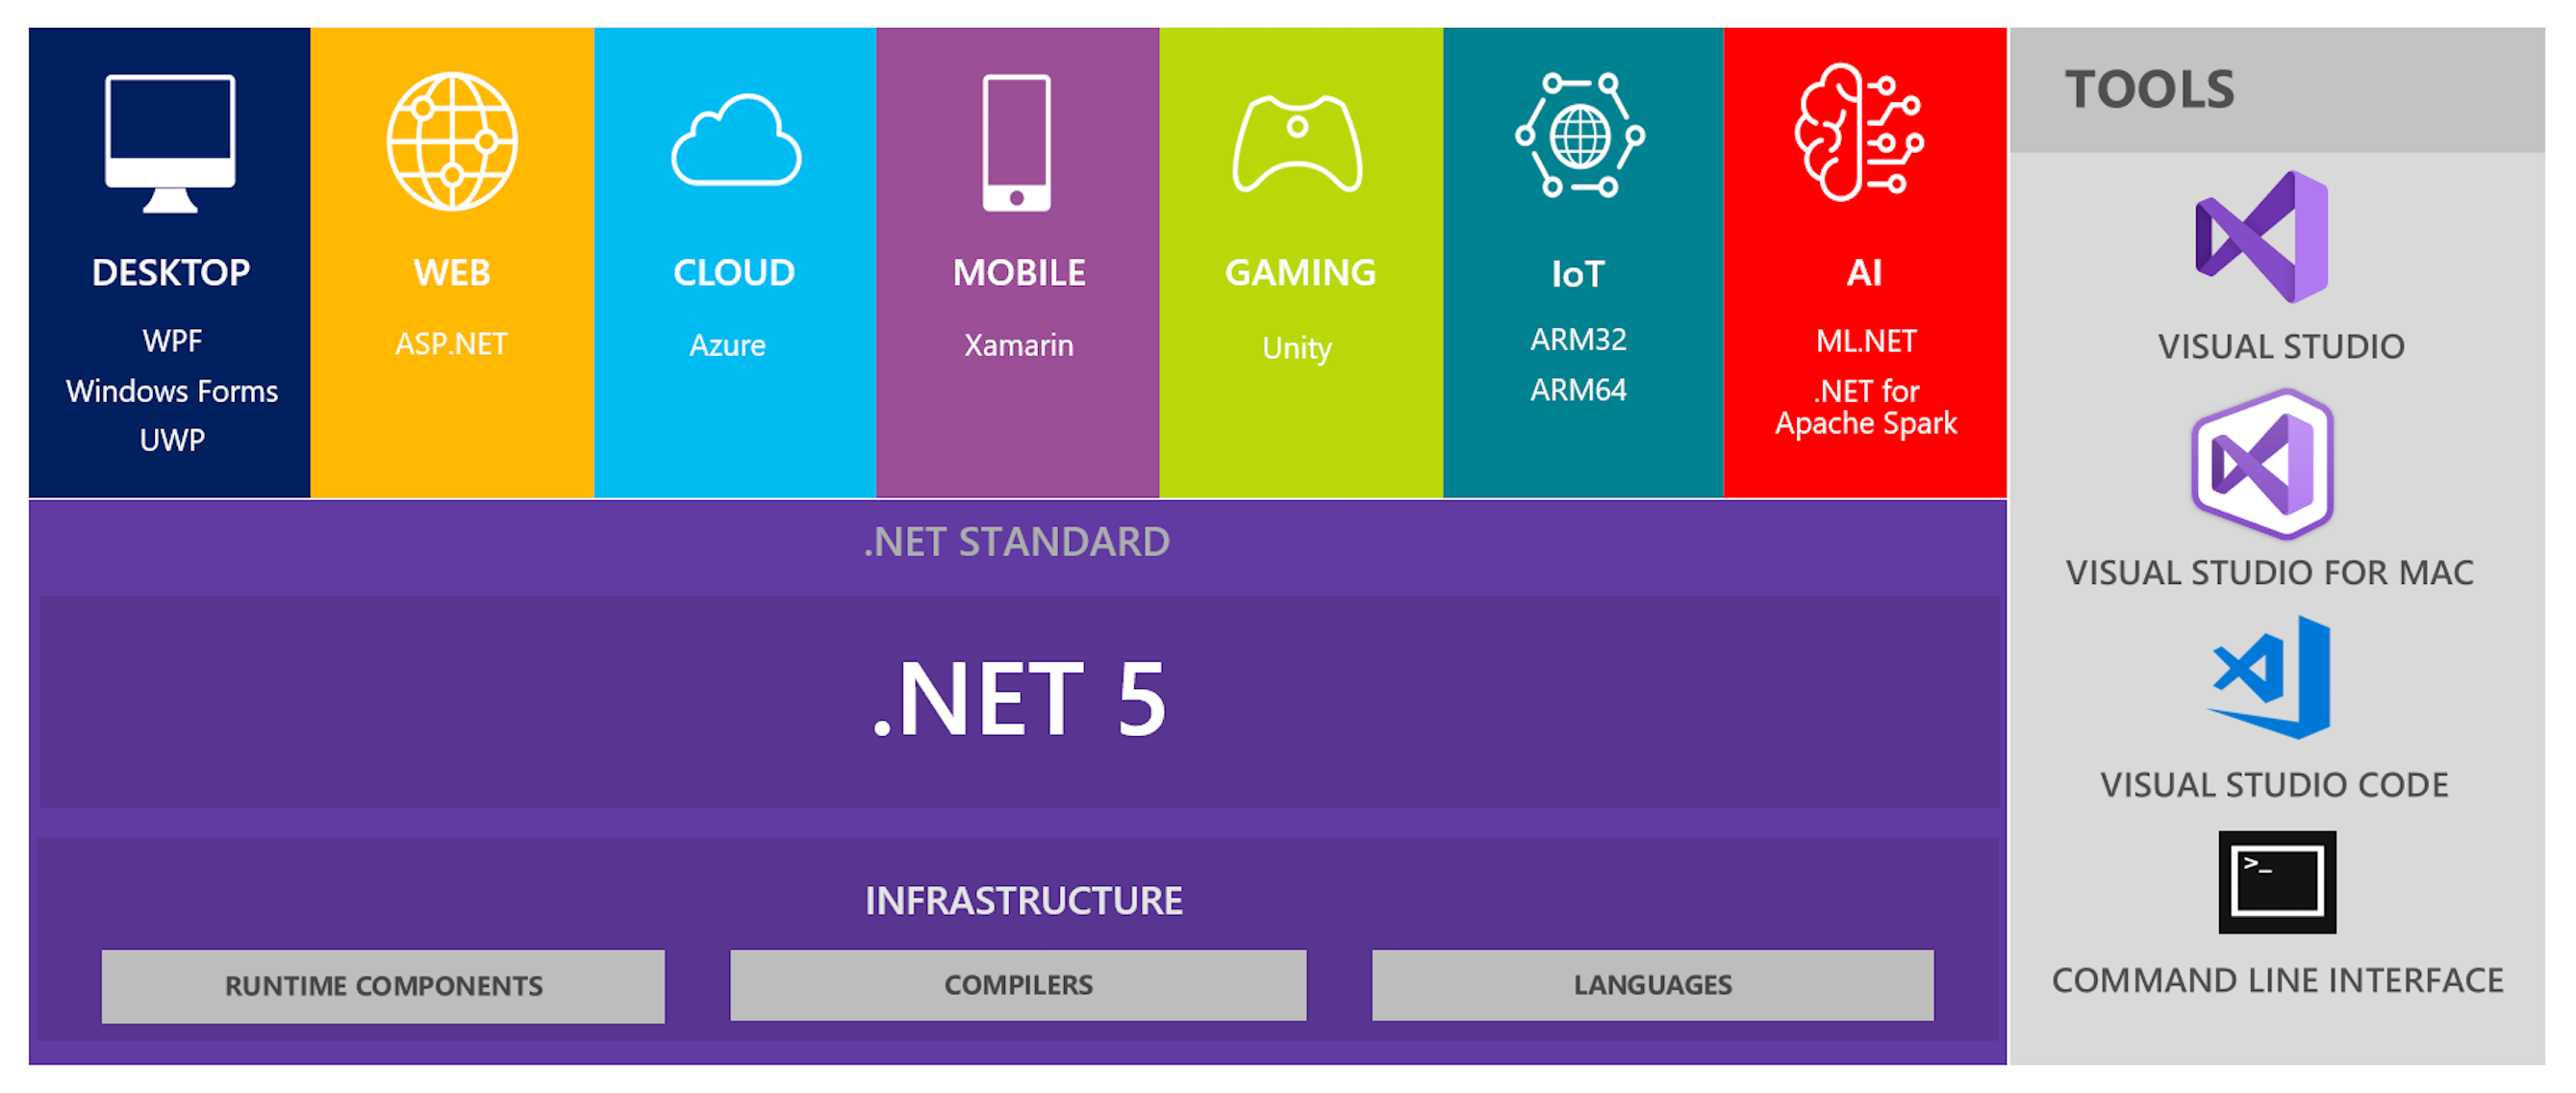 DESKTOP
WPF
Windows Forms
UWP
WEB
ASP.NET
CLOUD
Azure
MOBILE
Xamarin
GAMING
Unity
IoT
ARM32
ARM64
AI
ML.NET
.NET for
Apache Spark
.NET STANDARD
.NET 5
INFRASTRUCTURE
RUNTIME COMPONENTS
COMPILERS
LANGUAGES
TOOLS
VISUAL STUDIO
VISUAL STUDIO FOR MAC
VISUAL STUDIO CODE
>_
COMMAND LINE INTERFACE